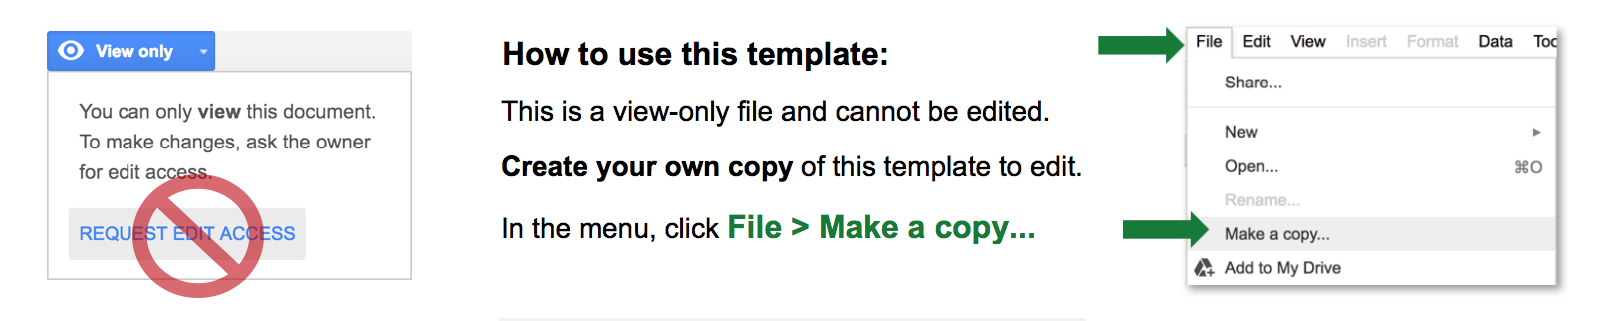 View only
You can only view this document.
To make changes, ask the owner
for edit access.
REQUEST EDIT ACCESS
How to use this template:
This is a view-only file and cannot be edited.
Create your own copy of this template to edit.
In the menu, click File > Make a copy...
File Edit View Insert Format Data Too
Share...
New
Open... ⌘O
Rename...
Make a copy...
Add to My Drive